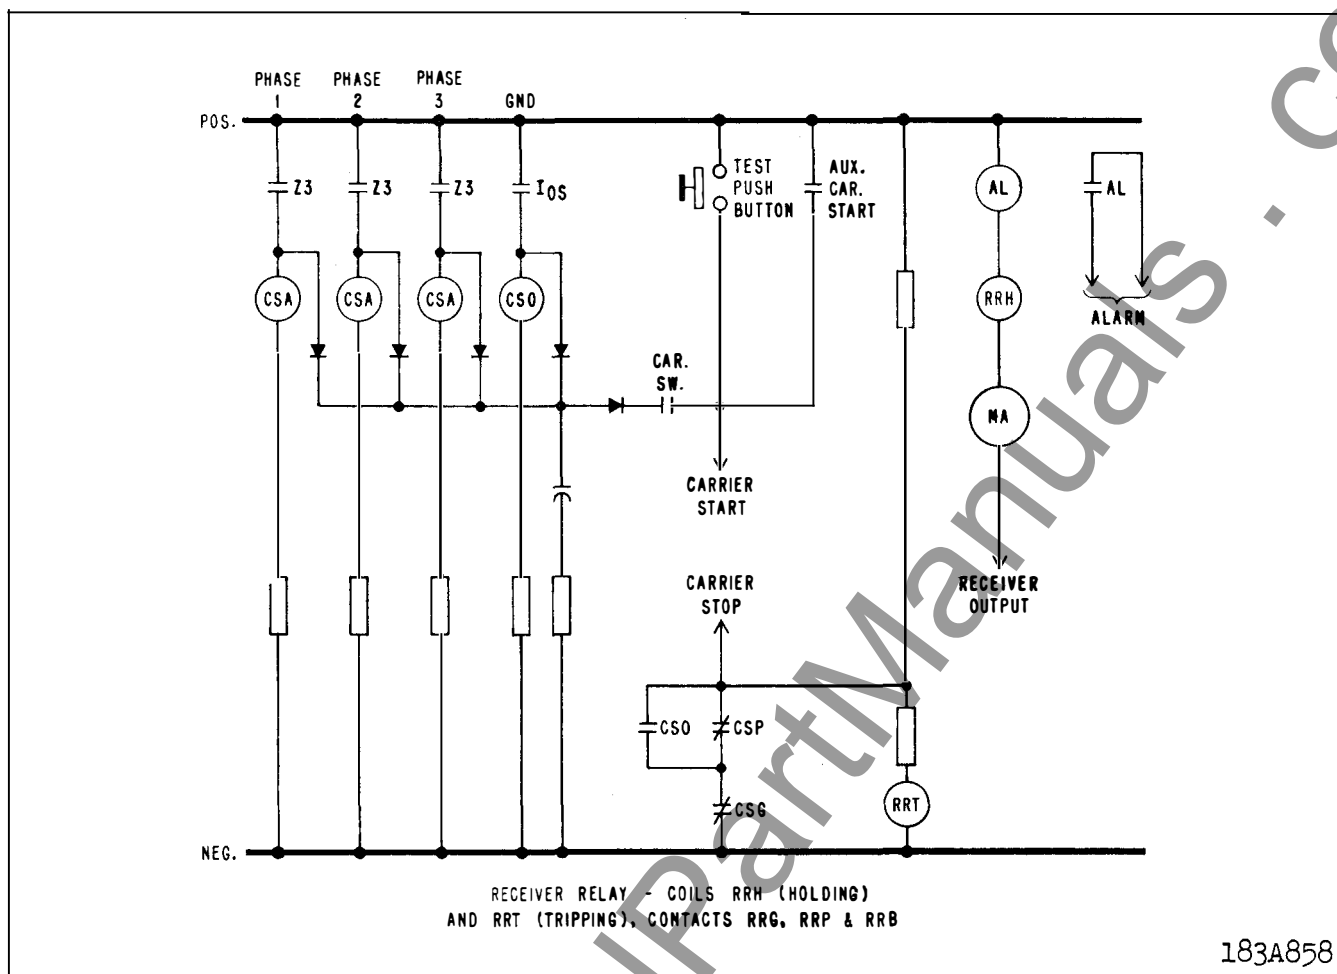 PHASE 1
PHASE 2
PHASE 3
GND
POS.
Z3
Z3
Z3
IOS
TEST PUSH BUTTON
AUX. CAR. START
AL
AL
CSA
CSA
CSA
CSO
RRH
ALARM
CAR. SW.
MA
CARRIER START
CARRIER STOP
RECEIVER OUTPUT
CSO
CSP
CSG
RRT
NEG.
RECEIVER RELAY - COILS RRH (HOLDING)
AND RRT (TRIPPING), CONTACTS RRG, RRP & RRB
183A858
lPartManuals . c